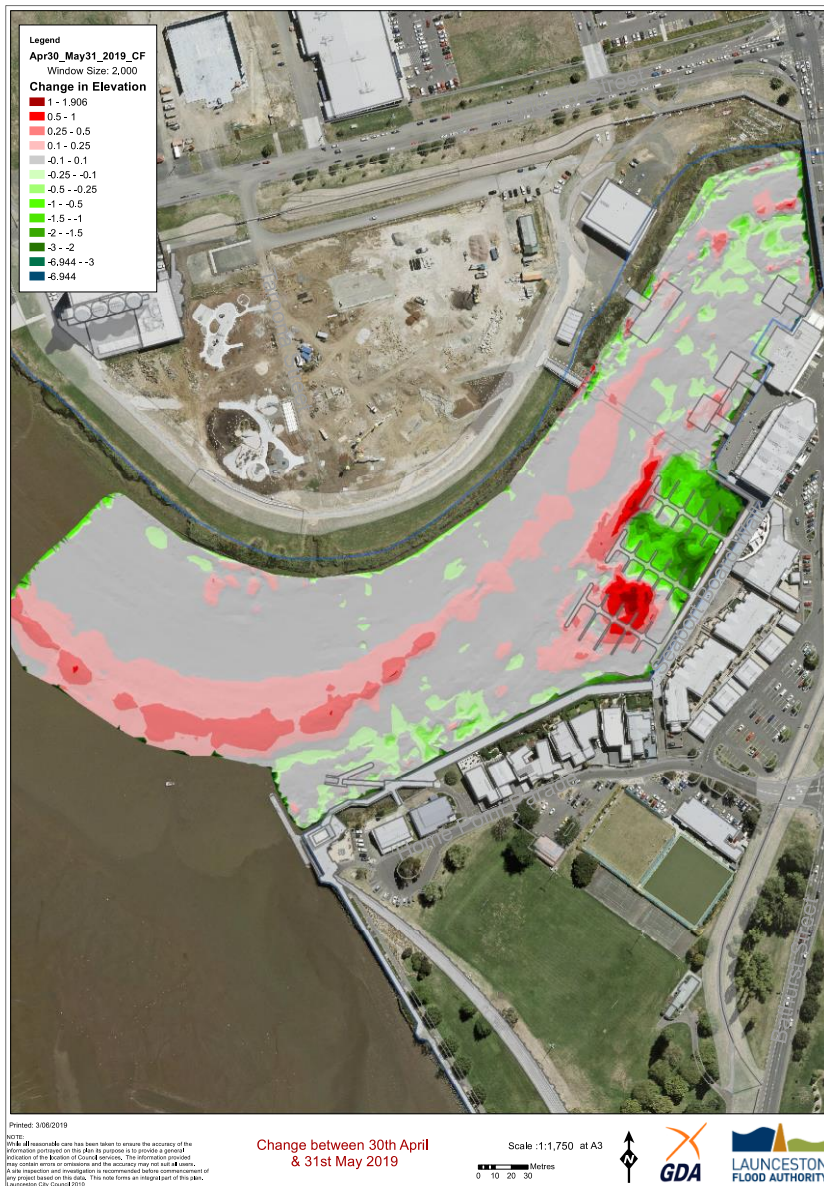 Legend
Apr30_May31_2019_CF
Window Size: 2,000
Change in Elevation
1 - 1.906
0.5 - 1
0.25 - 0.5
0.1 - 0.25
-0.1 - 0.1
-0.25 - -0.1
-0.5 - -0.25
-1 - -0.5
-1.5 - -1
-2 - -1.5
-3 - -2
-6.944 - -3
-6.944
Bathurst Street
Printed: 3/06/2019
NOTE:
While all reasonable care has been taken to ensure the accuracy of the
information portrayed on this plan its purpose is to provide a general
indication of the location of Council services. The information provided
may contain errors or omissions and the accuracy may not suit all users.
A site inspection and investigation is recommended before commencement of
any project based on this data. This note forms an integral part of this plan.
Launceston City Council 2010
Change between 30th April
& 31st May 2019
Scale :1:1,750 at A3
Metres
0 10 20 30
N
GDA
LAUNCESTON
FLOOD AUTHORITY